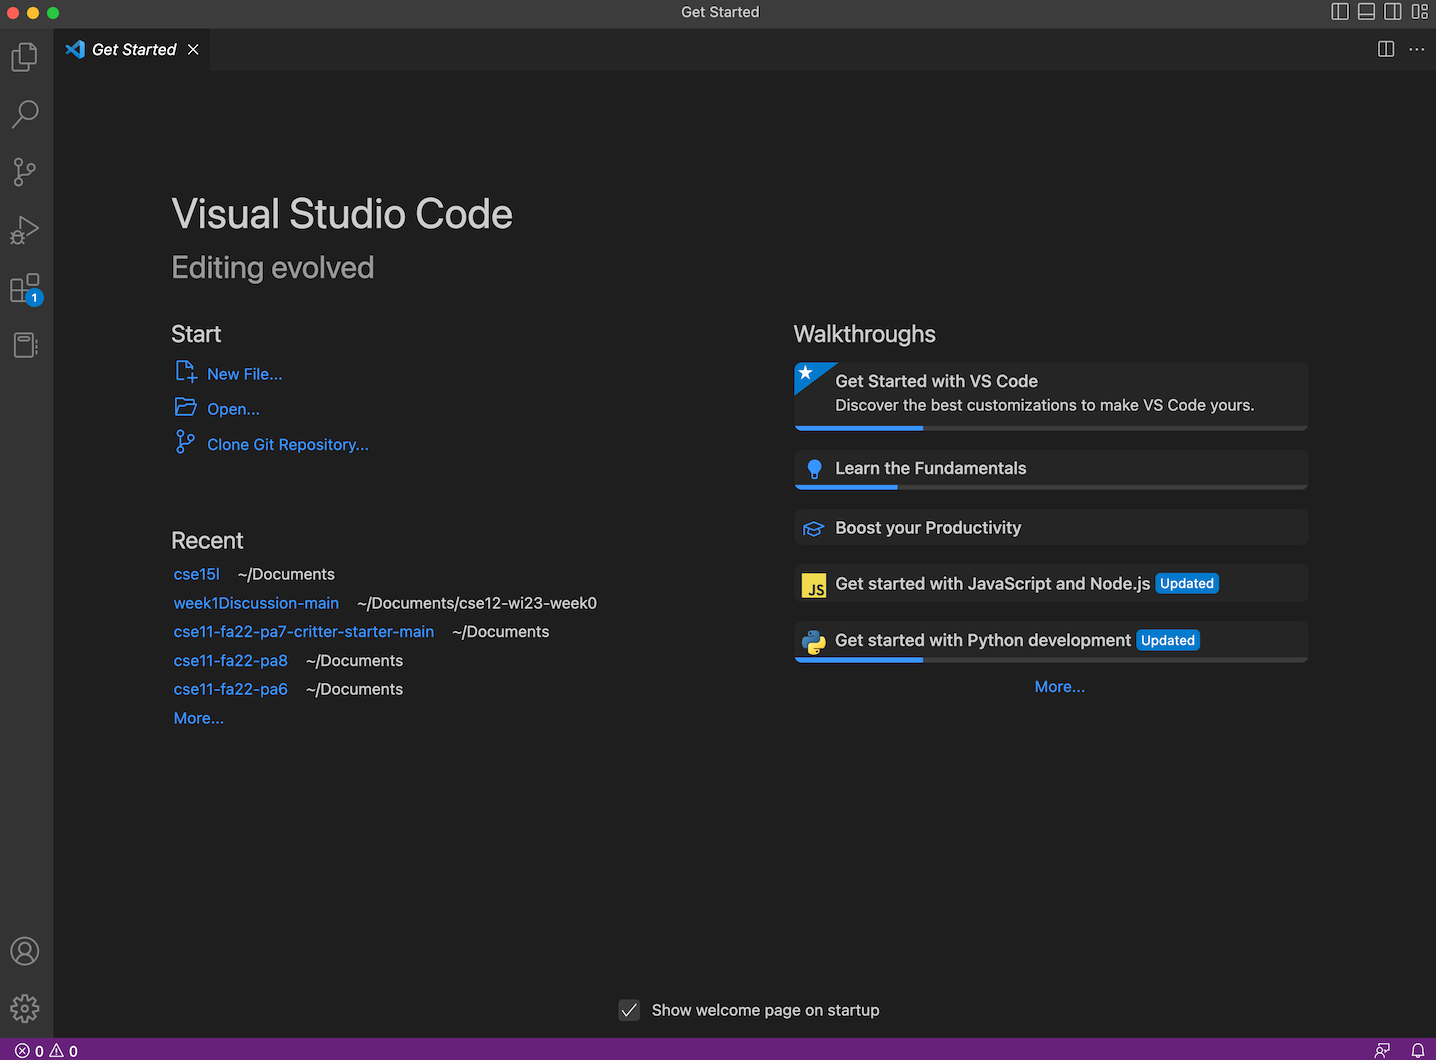 Get Started
Get Started
1
Visual Studio Code
Editing evolved
Start
New File...
Open...
Clone Git Repository...
Recent
cse15l ~/Documents
week1Discussion-main ~/Documents/cse12-wi23-week0
cse11-fa22-pa7-critter-starter-main ~/Documents
cse11-fa22-pa8 ~/Documents
cse11-fa22-pa6 ~/Documents
More...
Walkthroughs
Get Started with VS Code
Discover the best customizations to make VS Code yours.
Learn the Fundamentals
Boost your Productivity
JS Get started with JavaScript and Node.js Updated
Get started with Python development Updated
More...
Show welcome page on startup
0 0